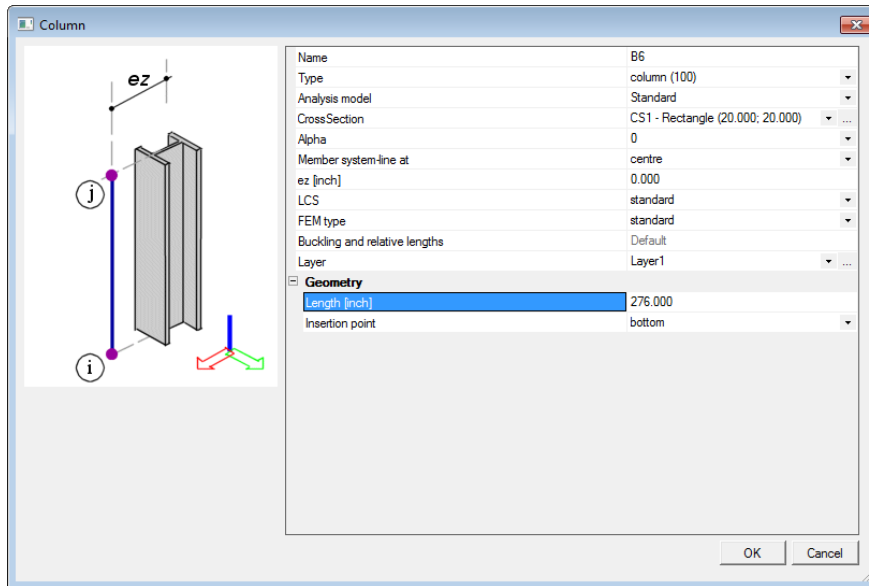 Column
ez
j
i
Name B6
Type column (100)
Analysis model Standard
CrossSection CS1 - Rectangle (20.000; 20.000) ...
Alpha 0
Member system-line at centre
ez [inch] 0.000
LCS standard
FEM type standard
Buckling and relative lengths Default
Layer Layer1 ...
Geometry
Length [inch] 276.000
Insertion point bottom
OK Cancel